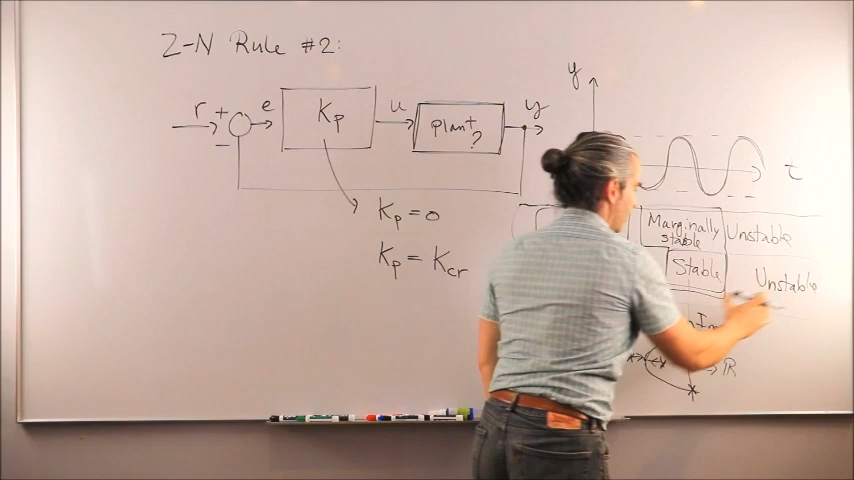 Z-N Rule #2:
r + e Kp u plant? y
-
Kp = 0
Kp = Kcr
y
t
Marginally stable Unstable
Stable Unstable
ℝ